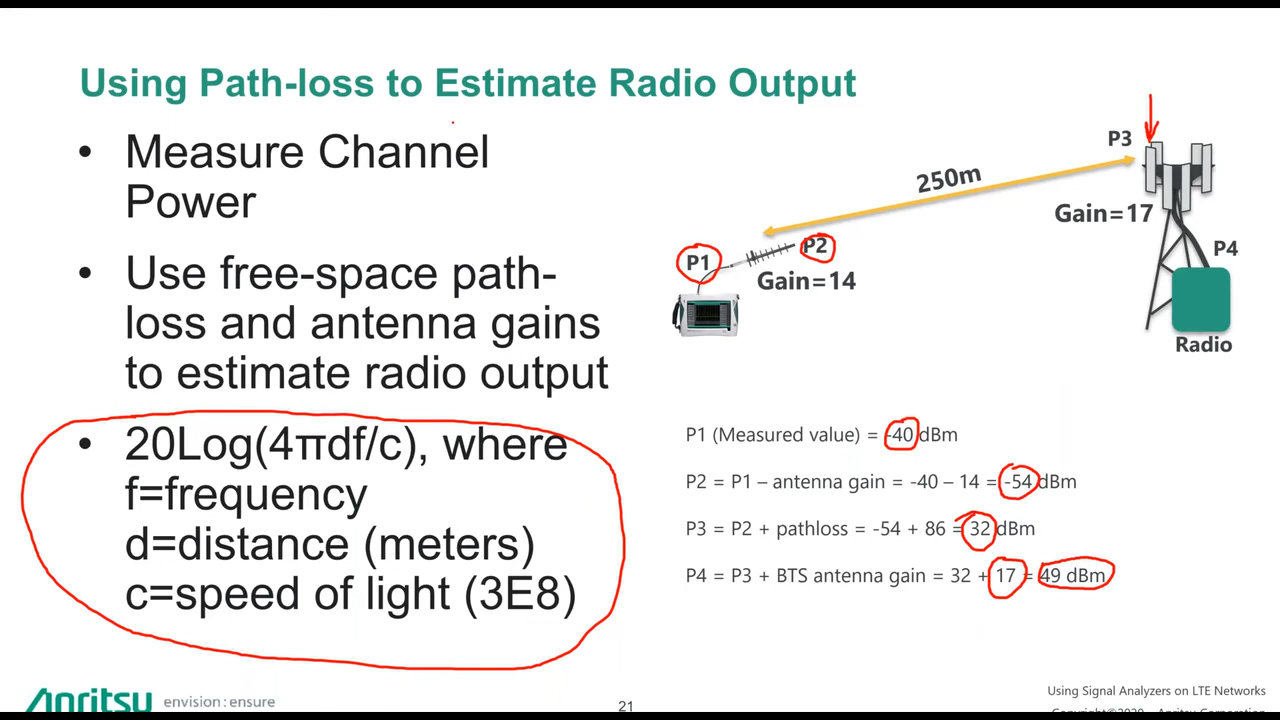 Using Path-loss to Estimate Radio Output
• Measure Channel
Power
• Use free-space path-
loss and antenna gains
to estimate radio output
• 20Log(4πdf/c), where
f=frequency
d=distance (meters)
c=speed of light (3E8)
P3
250m
Gain=17
P1
P2
P4
Gain=14
Radio
P1 (Measured value) = -40 dBm
P2 = P1 – antenna gain = -40 – 14 = -54 dBm
P3 = P2 + pathloss = -54 + 86 = 32 dBm
P4 = P3 + BTS antenna gain = 32 + 17 = 49 dBm
Anritsu envision : ensure
21
Using Signal Analyzers on LTE Networks
Copyright©2020 Anritsu Corporation